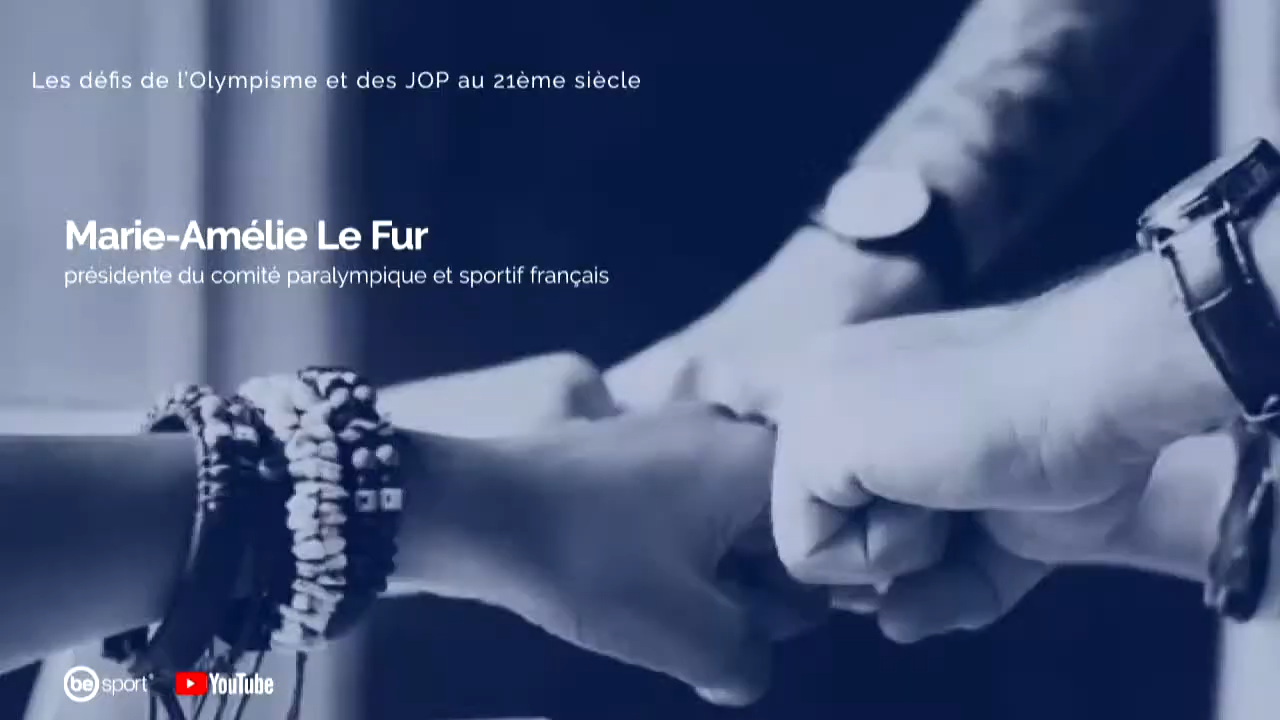 Les défis de l'Olympisme et des JOP au 21ème siècle
Marie-Amélie Le Fur
présidente du comité paralympique et sportif français
be sport
YouTube